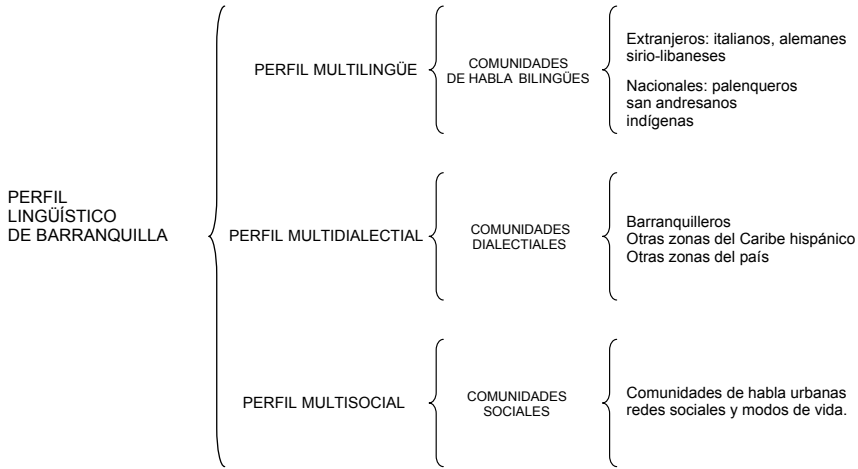 PERFIL
LINGÜÍSTICO
DE BARRANQUILLA
PERFIL MULTILINGÜE
COMUNIDADES
DE HABLA BILINGÜES
Extranjeros: italianos, alemanes
sirio-libaneses
Nacionales: palenqueros
san andresanos
indígenas
PERFIL MULTIDIALECTIAL
COMUNIDADES
DIALECTIALES
Barranquilleros
Otras zonas del Caribe hispánico
Otras zonas del país
PERFIL MULTISOCIAL
COMUNIDADES
SOCIALES
Comunidades de habla urbanas
redes sociales y modos de vida.